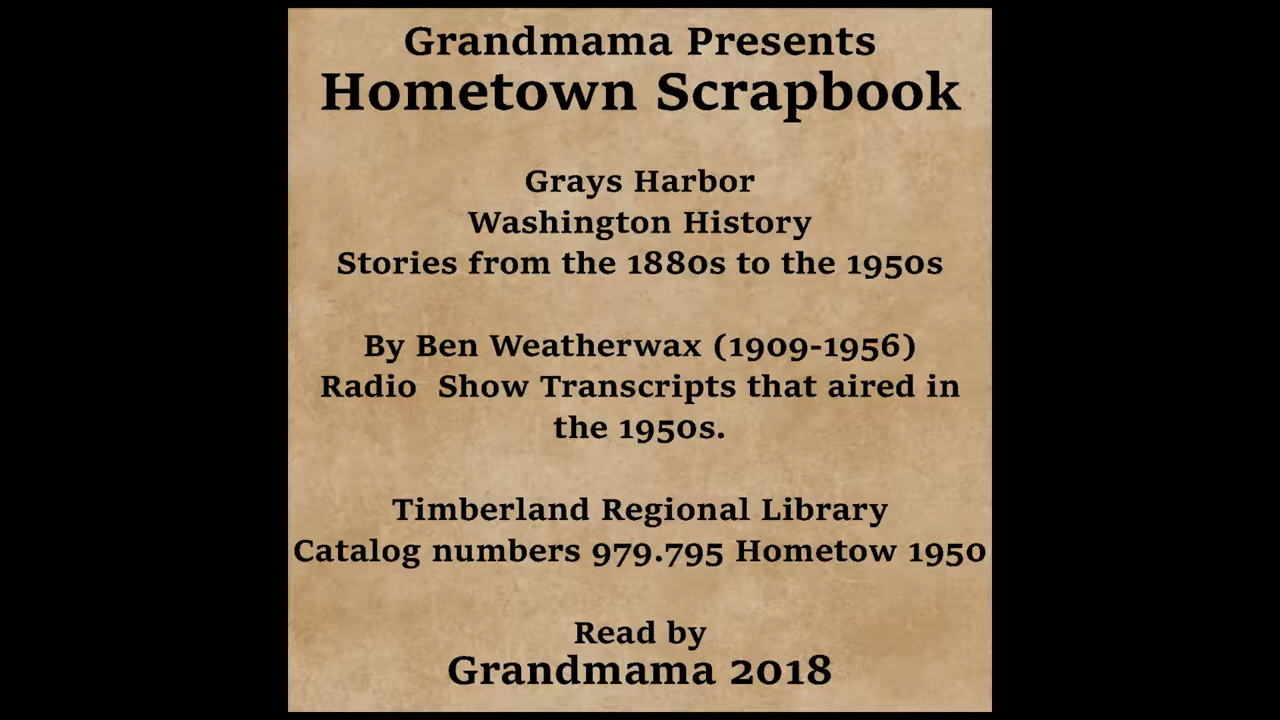 Grandmama Presents
Hometown Scrapbook
Grays Harbor
Washington History
Stories from the 1880s to the 1950s
By Ben Weatherwax (1909-1956)
Radio  Show Transcripts that aired in
the 1950s.
Timberland Regional Library
Catalog numbers 979.795 Hometow 1950
Read by
Grandmama 2018